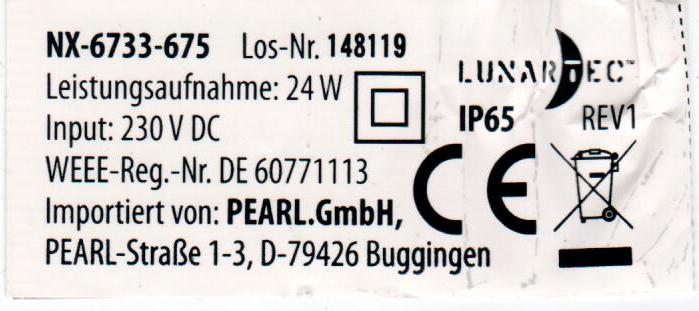 NX-6733-675 Los-Nr. 148119
LUNARTEC™
Leistungsaufnahme: 24 W
Input: 230 V DC
IP65 REV1
WEEE-Reg.-Nr. DE 60771113
CE
Importiert von: PEARL.GmbH,
PEARL-Straße 1-3, D-79426 Buggingen